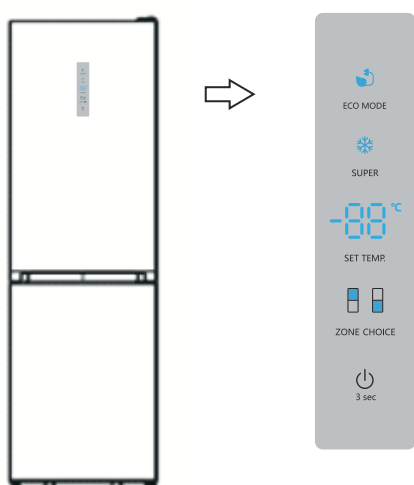 ECO MODE
SUPER
-88 °C
SET TEMP.
ZONE CHOICE
3 sec